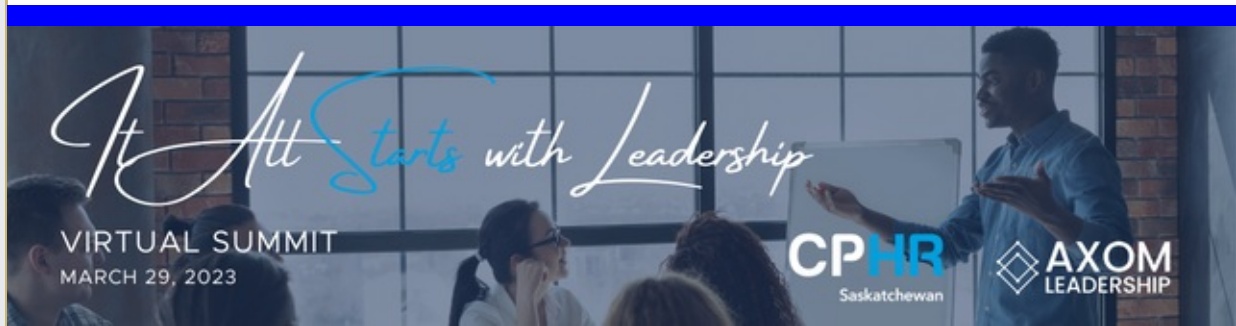 It All Starts with Leadership
VIRTUAL SUMMIT
MARCH 29, 2023
CPHR
Saskatchewan
AXOM
LEADERSHIP